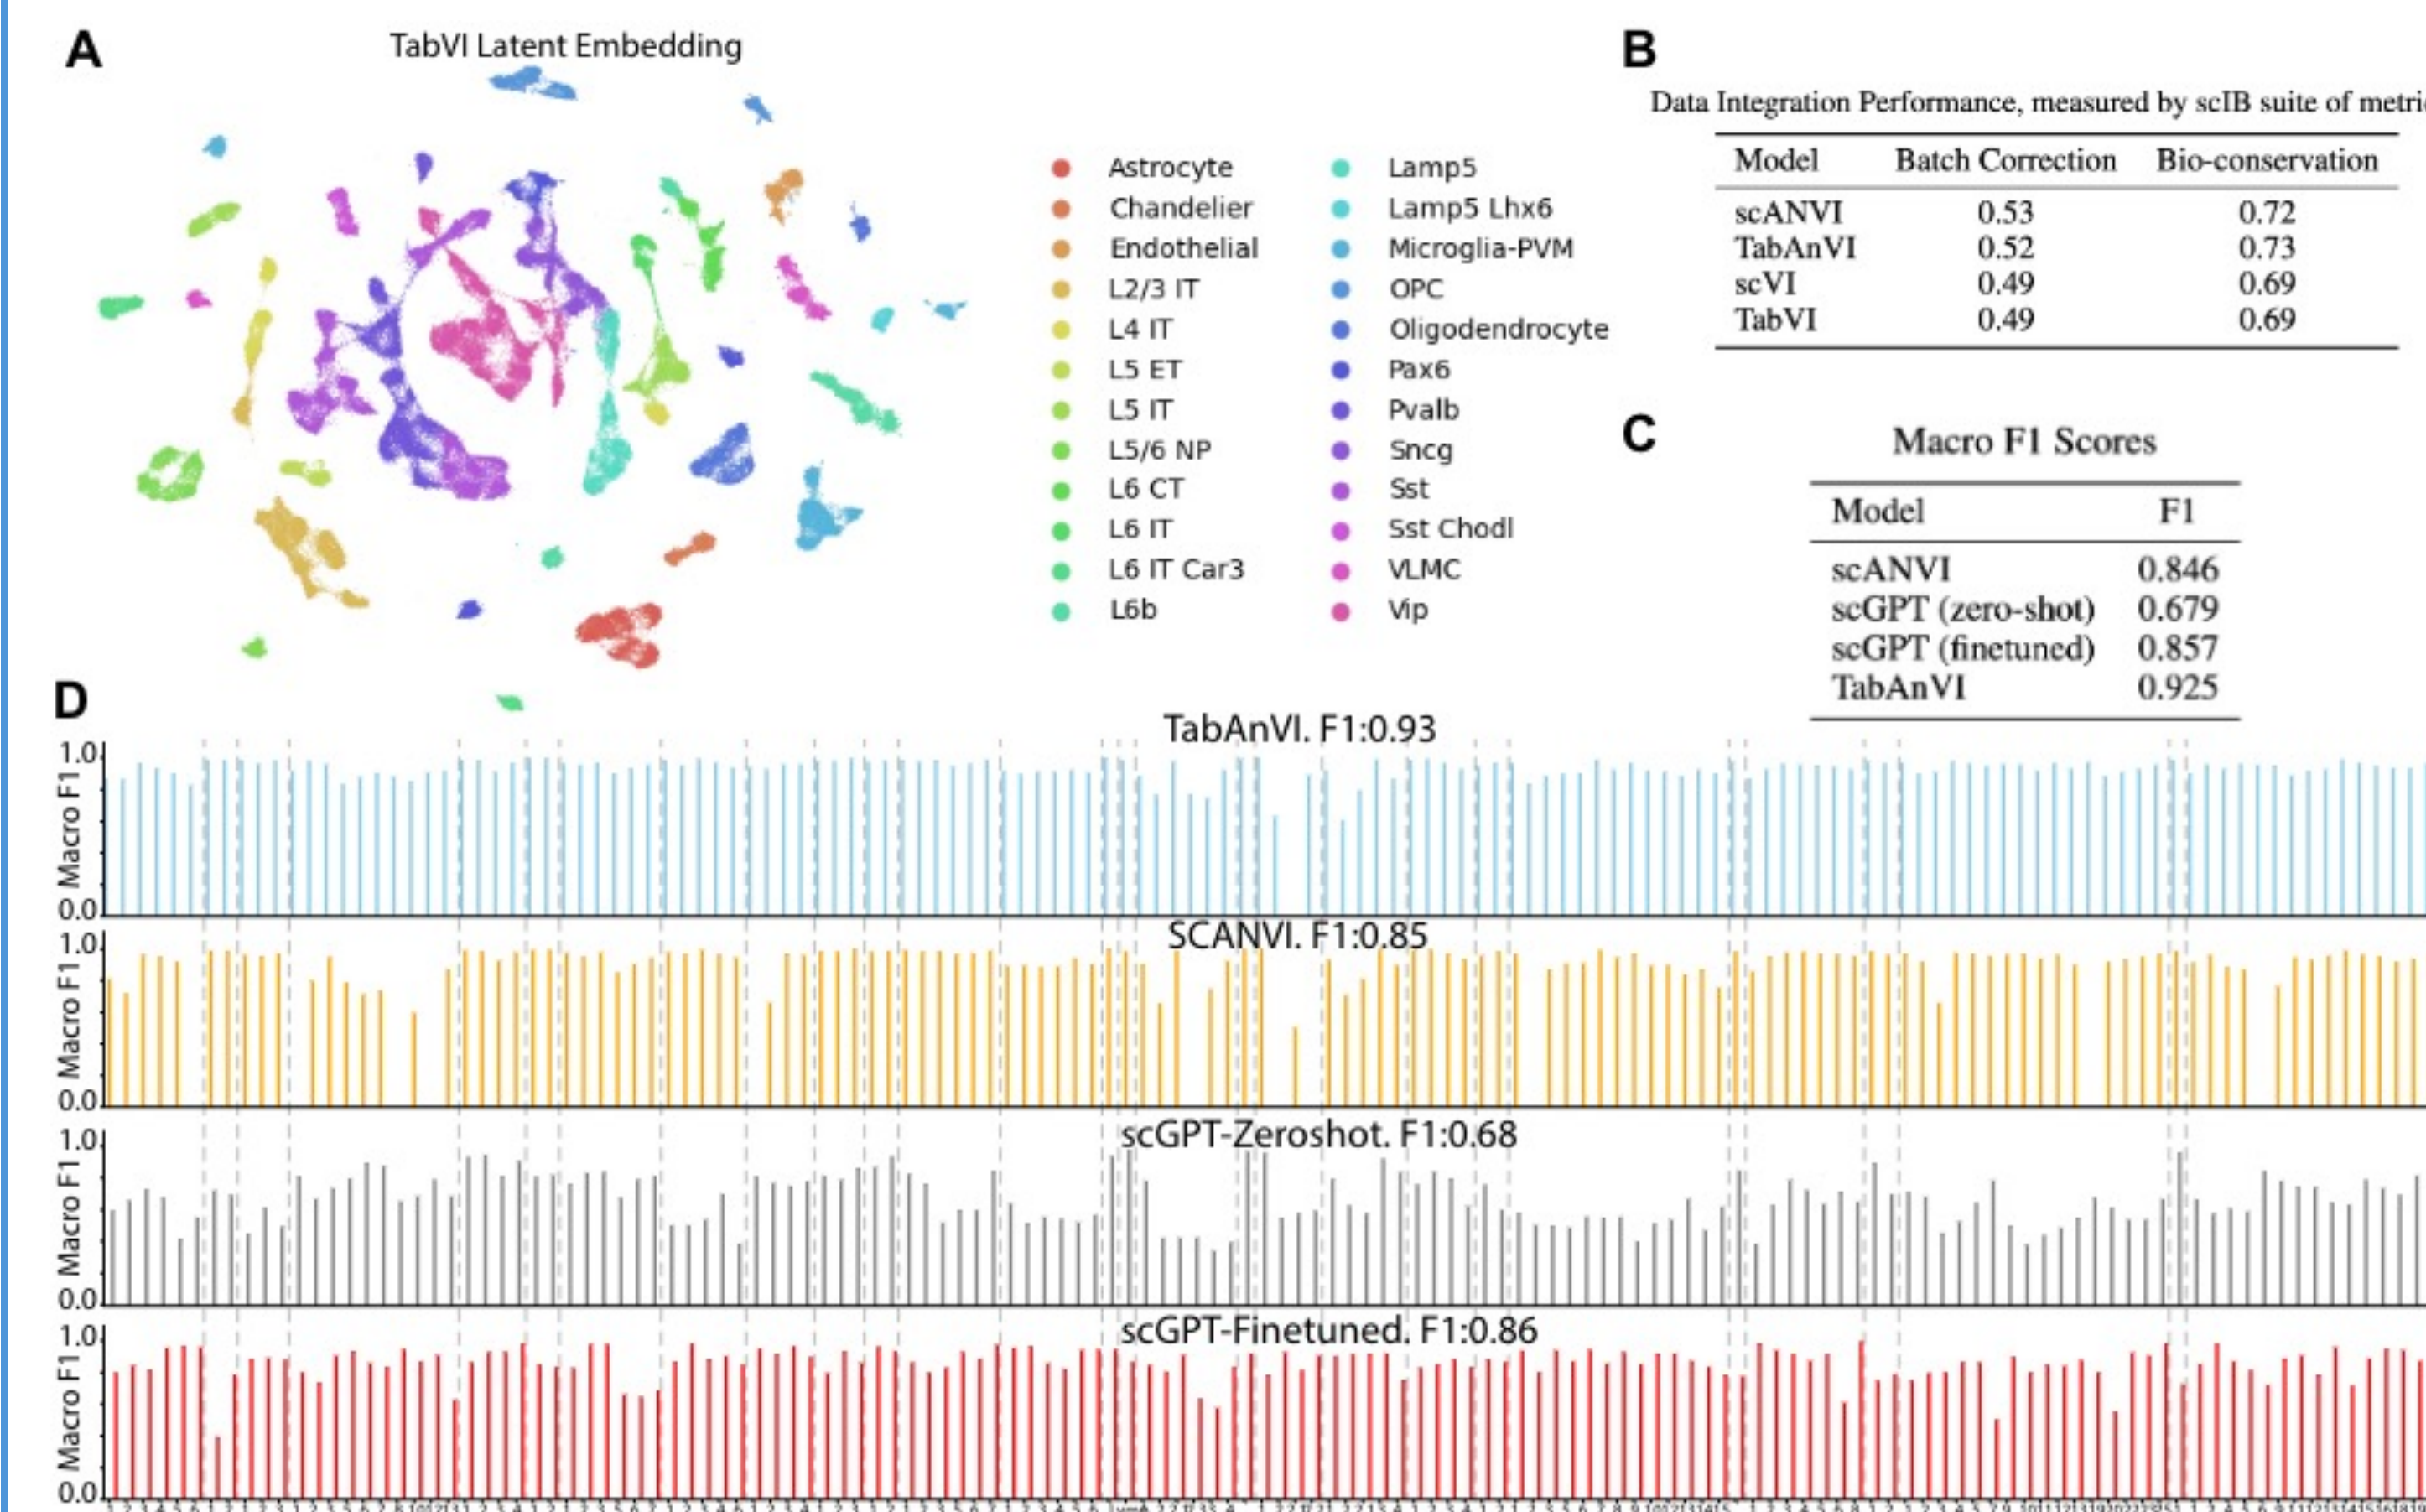 A
TabVI Latent Embedding
Astrocyte
Chandelier
Endothelial
L2/3 IT
L4 IT
L5 ET
L5 IT
L5/6 NP
L6 CT
L6 IT
L6 IT Car3
L6b
Lamp5
Lamp5 Lhx6
Microglia-PVM
OPC
Oligodendrocyte
Pax6
Pvalb
Sncg
Sst
Sst Chodl
VLMC
Vip
B
Data Integration Performance, measured by scIB suite of
Model Batch Correction Bio-conservation
scANVI 0.53 0.72
TabAnVI 0.52 0.73
scVI 0.49 0.69
TabVI 0.49 0.69
C
Macro F1 Scores
Model F1
scANVI 0.846
scGPT (zero-shot) 0.679
scGPT (finetuned) 0.857
TabAnVI 0.925
D
TabAnVI. F1:0.93
1.0
Macro F1
0.0
SCANVI. F1:0.85
1.0
Macro F1
0.0
scGPT-Zeroshot. F1:0.68
1.0
Macro F1
0.0
scGPT-Finetuned. F1:0.86
1.0
Macro F1
0.0